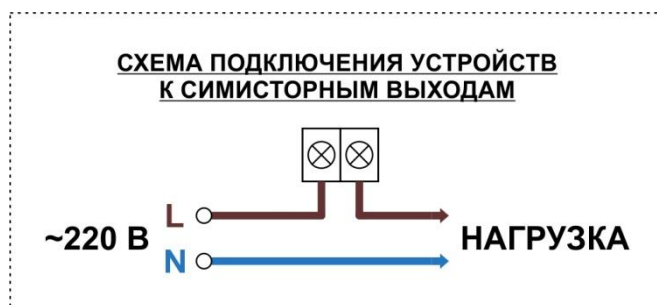 СХЕМА ПОДКЛЮЧЕНИЯ УСТРОЙСТВ
К СИМИСТОРНЫМ ВЫХОДАМ
~220 В
L
N
НАГРУЗКА